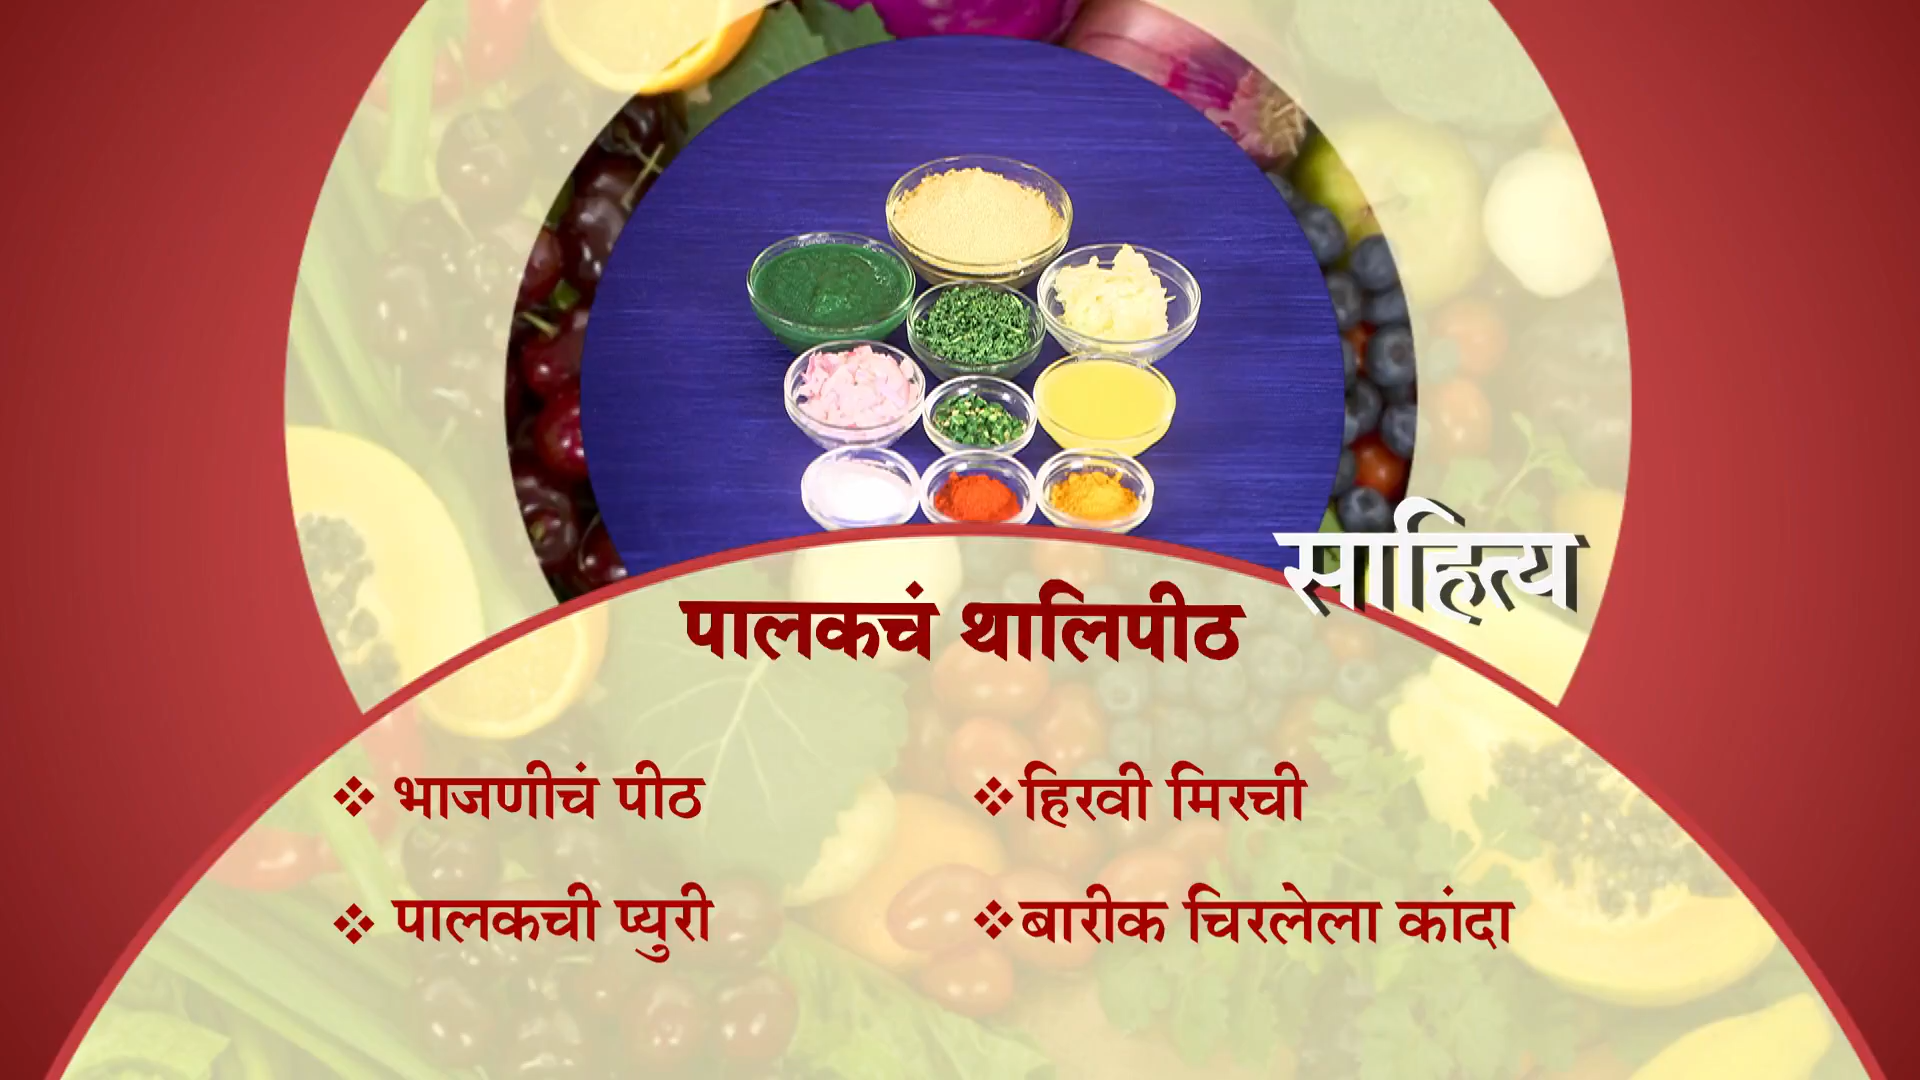 साहित्य
पालकचं थालिपीठ
❖ भाजणीचं पीठ
❖ हिरवी मिरची
❖ पालकची प्युरी
❖ बारीक चिरलेला कांदा